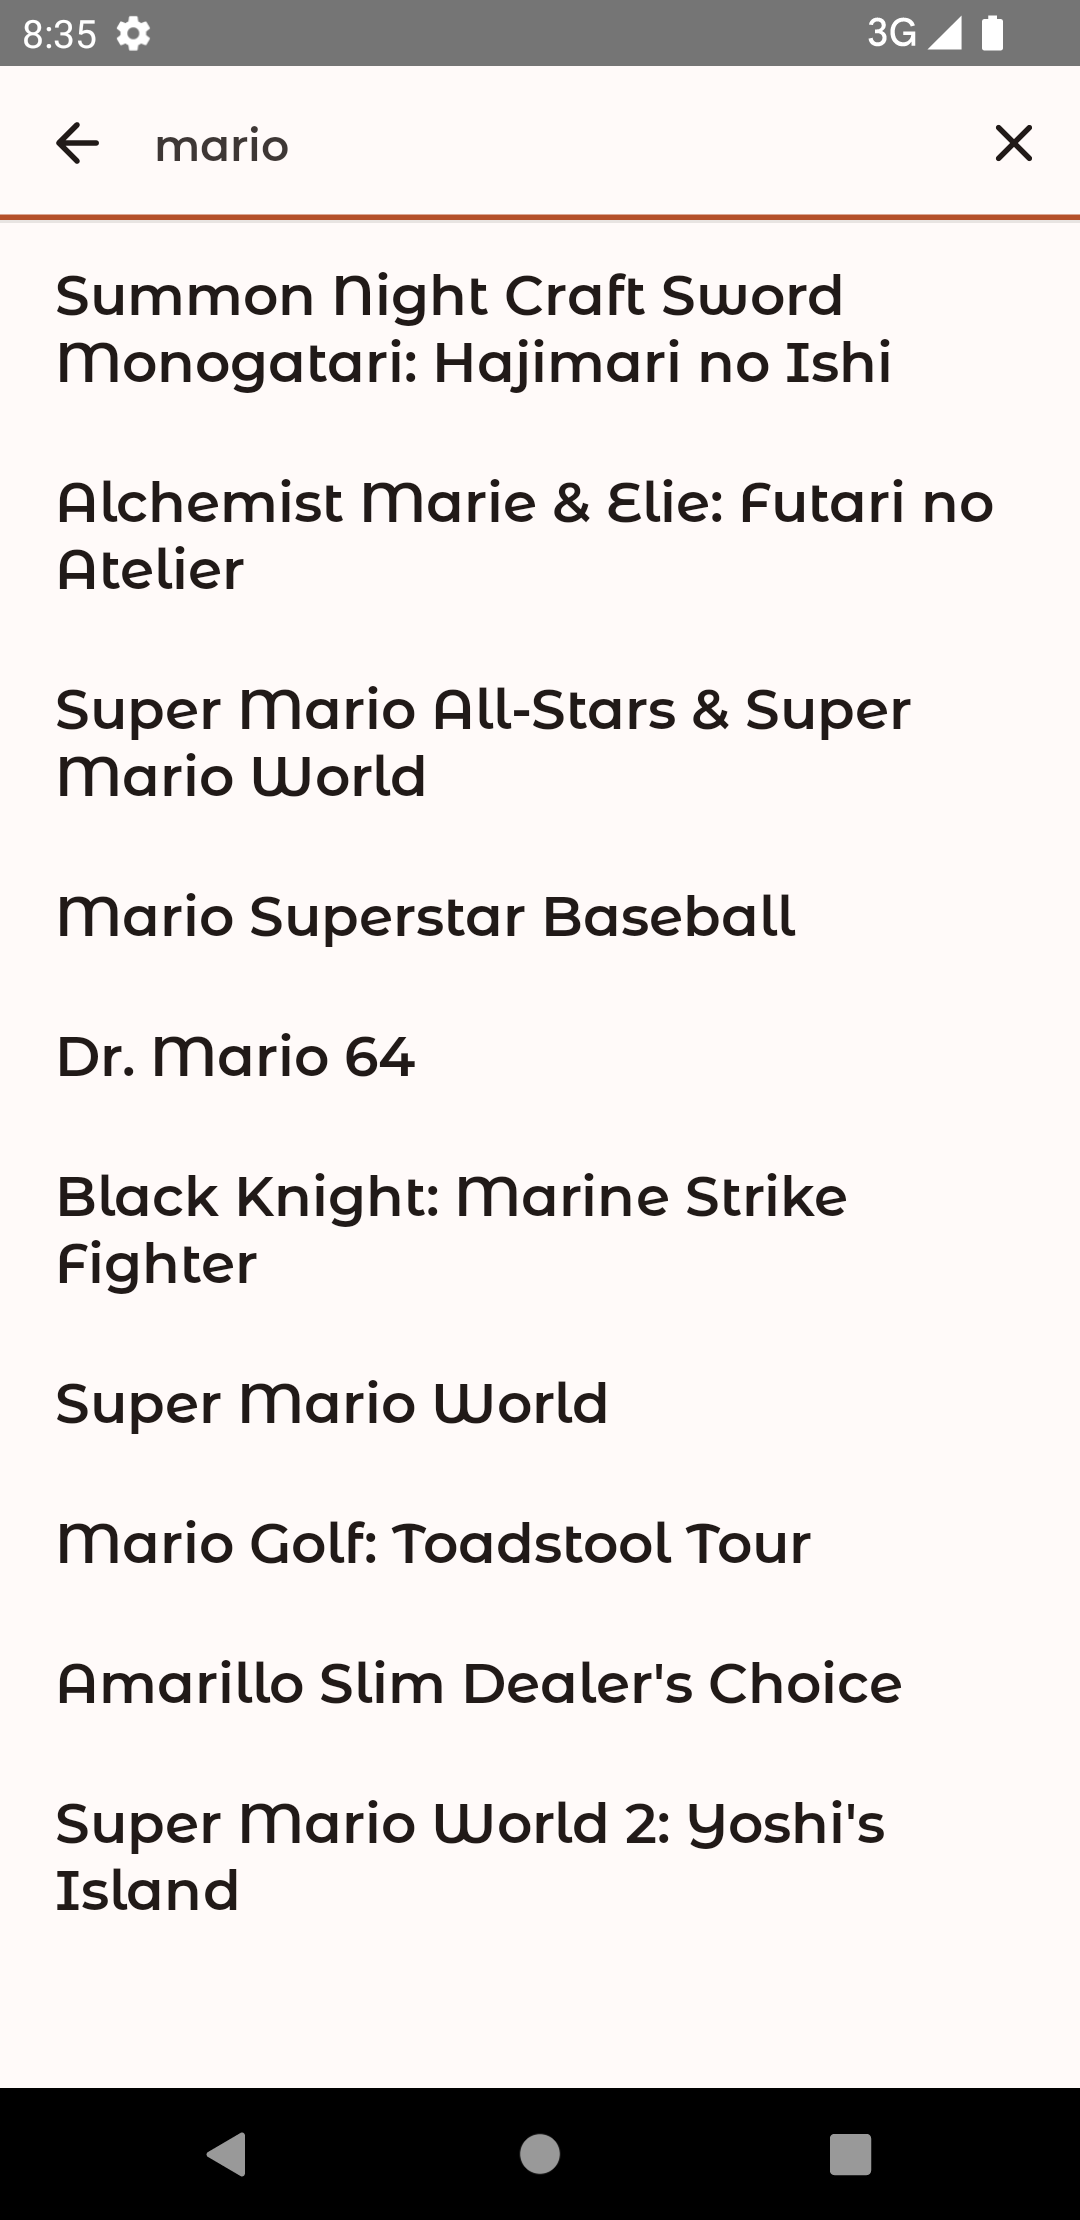 8:35
3G
mario
Summon Night Craft Sword
Monogatari: Hajimari no Ishi
Alchemist Marie & Elie: Futari no
Atelier
Super Mario All-Stars & Super
Mario World
Mario Superstar Baseball
Dr. Mario 64
Black Knight: Marine Strike
Fighter
Super Mario World
Mario Golf: Toadstool Tour
Amarillo Slim Dealer's Choice
Super Mario World 2: Yoshi's
Island